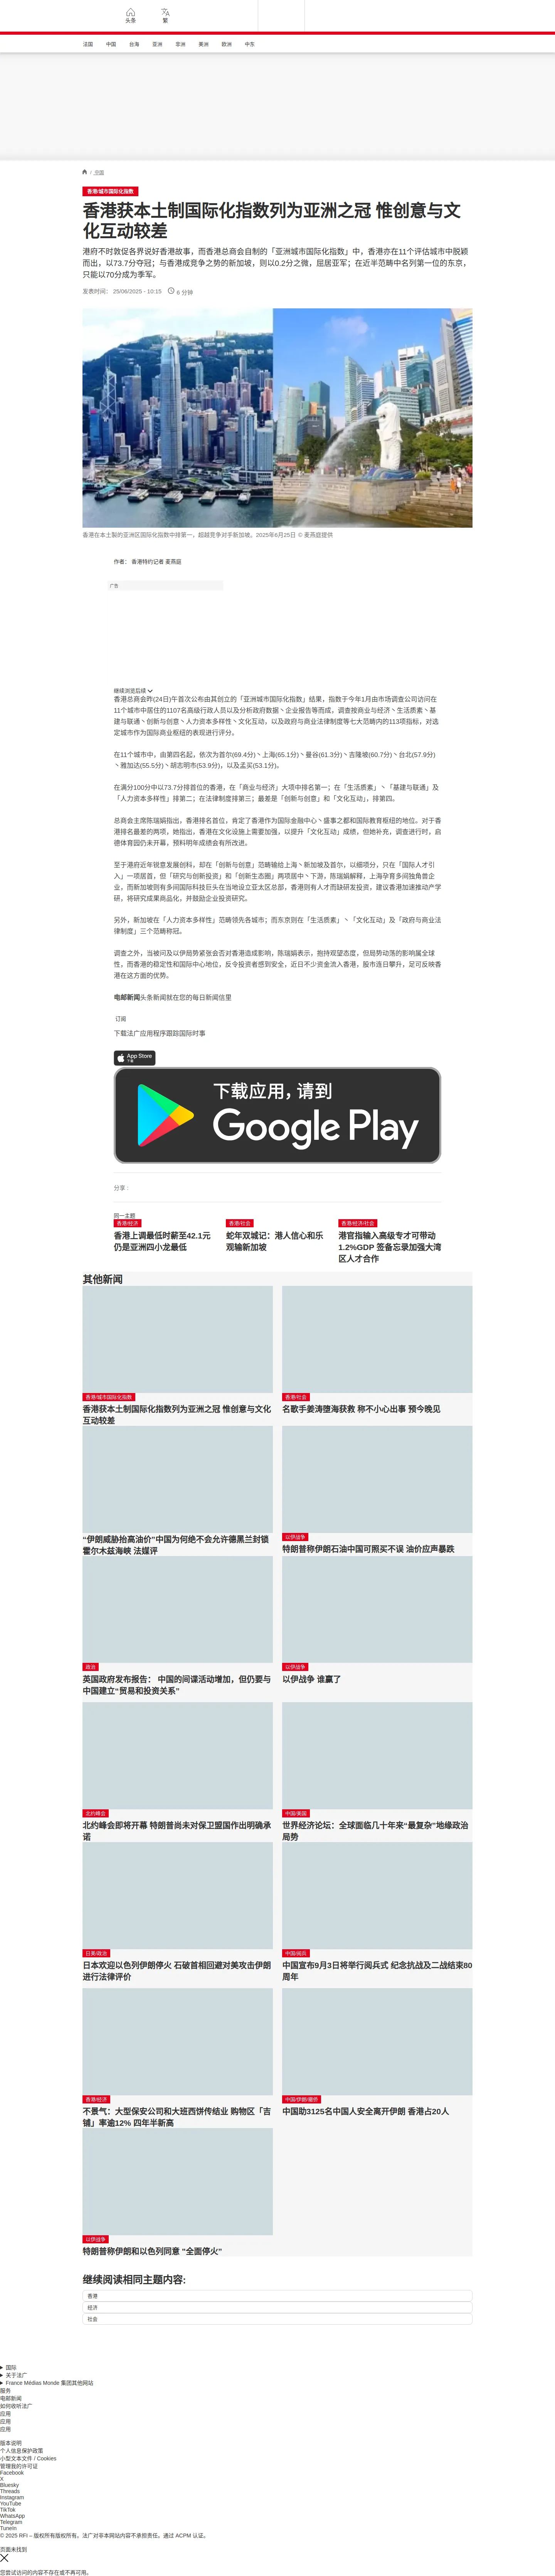 头条
繁
法国
中国
台海
亚洲
非洲
美洲
欧洲
中东
/ 中国
香港/城市国际化指数
香港获本土制国际化指数列为亚洲之冠 惟创意与文
化互动较差
港府不时敦促各界说好香港故事，而香港总商会自制的「亚洲城市国际化指数」中，香港亦在11个评估城市中脱颖
而出，以73.7分夺冠；与香港成竞争之势的新加坡，则以0.2分之微，屈居亚军；在近半范畴中名列第一位的东京，
只能以70分成为季军。
发表时间： 25/06/2025 - 10:15 6 分钟
香港在本土製的亚洲区国际化指数中排第一，超越竞争对手新加坡。2025年6月25日 © 麦燕庭提供
作者： 香港特约记者 麦燕庭
广告
继续浏览后续
香港总商会昨(24日)午首次公布由其创立的「亚洲城市国际化指数」结果，指数于今年1月由市场调查公司访问在
11个城市中居住的1107名高级行政人员以及分析政府数据丶企业报告等而成，调查按商业与经济丶生活质素丶基
建与联通丶创新与创意丶人力资本多样性丶文化互动，以及政府与商业法律制度等七大范畴内的113项指标，对选
定城市作为国际商业枢纽的表现进行评分。
在11个城市中，由第四名起，依次为首尔(69.4分)丶上海(65.1分)丶曼谷(61.3分)丶吉隆坡(60.7分)丶台北(57.9分)
丶雅加达(55.5分)丶胡志明市(53.9分)，以及孟买(53.1分)。
在满分100分中以73.7分排首位的香港，在「商业与经济」大项中排名第一；在「生活质素」丶「基建与联通」及
「人力资本多样性」排第二；在法律制度排第三；最差是「创新与创意」和「文化互动」，排第四。
总商会主席陈瑞娟指出，香港排名首位，肯定了香港作为国际金融中心丶盛事之都和国际教育枢纽的地位。对于香
港排名最差的两项，她指出，香港在文化设施上需要加强，以提升「文化互动」成绩，但她补充，调查进行时，启
德体育园仍未开幕，预料明年成绩会有所改进。
至于港府近年锐意发展创科，却在「创新与创意」范畴输给上海丶新加坡及首尔，以细项分，只在「国际人才引
入」一项居首，但「研究与创新投资」和「创新生态圈」两项居中丶下游，陈瑞娟解释，上海孕育多间独角兽企
业，而新加坡则有多间国际科技巨头在当地设立亚太区总部，香港则有人才而缺研发投资，建议香港加速推动产学
研，将研究成果商品化，并鼓励企业投资研究。
另外，新加坡在「人力资本多样性」范畴领先各城市；而东京则在「生活质素」丶「文化互动」及「政府与商业法
律制度」三个范畴称冠。
调查之外，当被问及以伊局势紧张会否对香港造成影响，陈瑞娟表示，抱持观望态度，但局势动荡的影响属全球
性，而香港的稳定性和国际中心地位，反令投资者感到安全，近日不少资金流入香港，股市连日攀升，足可反映香
港在这方面的优势。
电邮新闻头条新闻就在您的每日新闻信里
订阅
下载法广应用程序跟踪国际时事
App Store
下载
下载应用，请到
Google Play
分享 :
同一主题
香港/经济
香港上调最低时薪至42.1元
仍是亚洲四小龙最低
香港/社会
蛇年双城记：港人信心和乐
观输新加坡
香港/经济/社会
港官指输入高级专才可带动
1.2%GDP 签备忘录加强大湾
区人才合作
其他新闻
香港/城市国际化指数
香港获本土制国际化指数列为亚洲之冠 惟创意与文化
互动较差
香港/社会
名歌手姜涛墮海获救 称不小心出事 预今晚见
“伊朗威胁抬高油价”中国为何绝不会允许德黑兰封锁
霍尔木兹海峡 法媒评
以伊战争
特朗普称伊朗石油中国可照买不误 油价应声暴跌
政治
英国政府发布报告： 中国的间谍活动增加，但仍要与
中国建立“贸易和投资关系”
以伊战争
以伊战争 谁赢了
北约峰会
北约峰会即将开幕 特朗普尚未对保卫盟国作出明确承
诺
中国/美国
世界经济论坛：全球面临几十年来“最复杂”地缘政治
局势
日美/政治
日本欢迎以色列伊朗停火 石破首相回避对美攻击伊朗
进行法律评价
中国/阅兵
中国宣布9月3日将举行阅兵式 纪念抗战及二战结束80
周年
香港/经济
不景气：大型保安公司和大班西饼传结业 购物区「吉
铺」率逾12% 四年半新高
中国/伊朗/撤侨
中国助3125名中国人安全离开伊朗 香港占20人
以伊战争
特朗普称伊朗和以色列同意 "全面停火"
继续阅读相同主题内容:
香港
经济
社会
国际
关于法广
France Médias Monde 集团其他网站
服务
电邮新闻
如何收听法广
应用
应用
应用
版本说明
个人信息保护政策
小型文本文件 / Cookies
管理我的许可证
Facebook
X
Bluesky
Threads
Instagram
YouTube
TikTok
WhatsApp
Telegram
TuneIn
© 2025 RFI – 版权所有版权所有。法广对非本网站内容不承担责任。通过 ACPM 认证。
页面未找到
您尝试访问的内容不存在或不再可用。